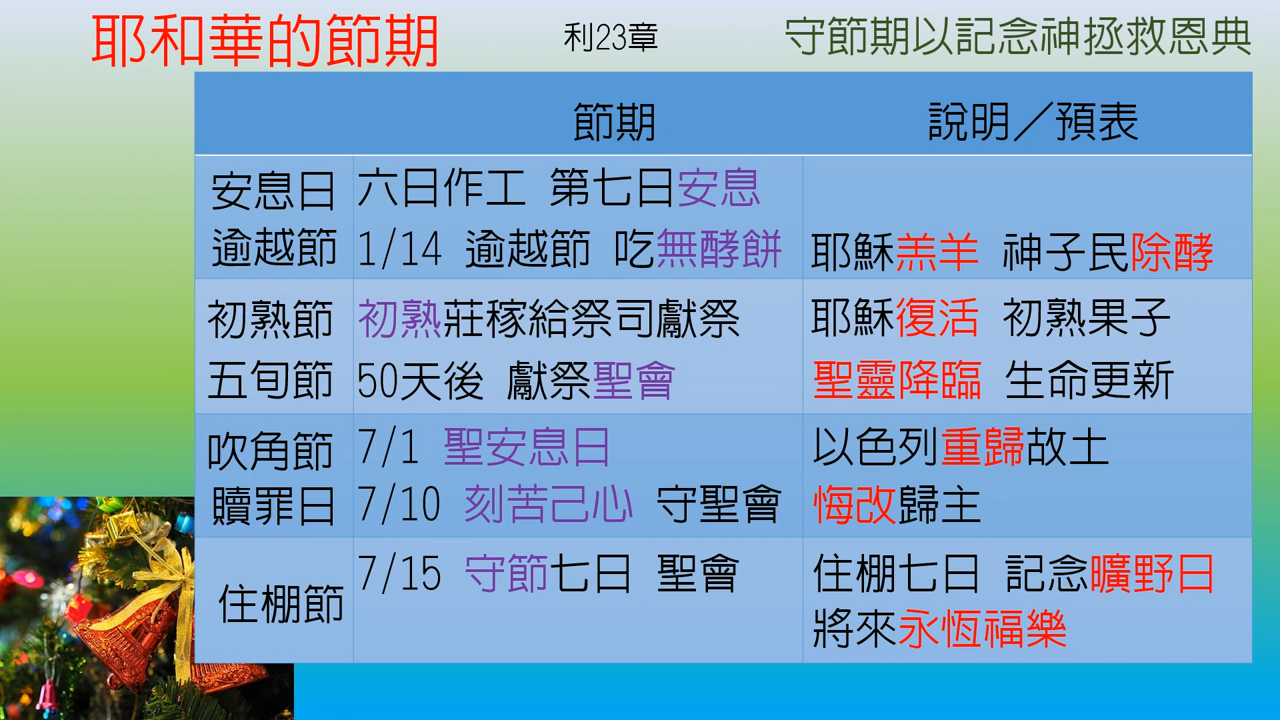 耶和華的節期
利23章
守節期以記念神拯救恩典
節期 說明／預表
安息日 六日作工 第七日安息
逾越節 1/14 逾越節 吃無酵餅 耶穌羔羊 神子民除酵
初熟節 初熟莊稼給祭司獻祭 耶穌復活 初熟果子
五旬節 50天後 獻祭聖會 聖靈降臨 生命更新
吹角節 7/1 聖安息日 以色列重歸故土
贖罪日 7/10 刻苦己心 守聖會 悔改歸主
住棚節 7/15 守節七日 聖會 住棚七日 記念曠野日
將來永恆福樂